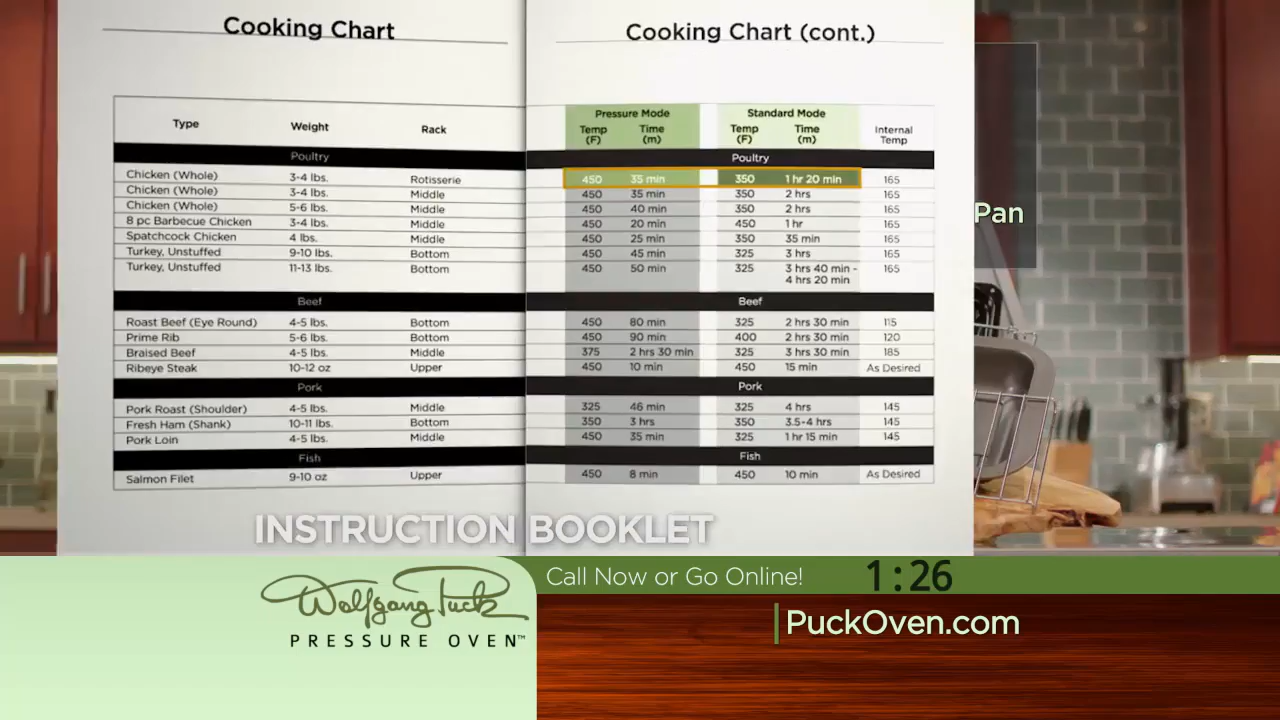 Cooking Chart
Type Weight Rack
Poultry
Chicken (Whole) 3-4 lbs. Rotisserie
Chicken (Whole) 3-4 lbs. Middle
Chicken (Whole) 5-6 lbs. Middle
8 pc Barbecue Chicken 3-4 lbs. Middle
Spatchcock Chicken 4 lbs. Middle
Turkey, Unstuffed 9-10 lbs. Bottom
Turkey, Unstuffed 11-13 lbs. Bottom
Beef
Roast Beef (Eye Round) 4-5 lbs. Bottom
Prime Rib 5-6 lbs. Bottom
Braised Beef 4-5 lbs. Middle
Ribeye Steak 10-12 oz Upper
Pork
Pork Roast (Shoulder) 4-5 lbs. Middle
Fresh Ham (Shank) 10-11 lbs. Bottom
Pork Loin 4-5 lbs. Middle
Fish
Salmon Filet 9-10 oz Upper
Cooking Chart (cont.)
Pressure Mode Standard Mode
Temp Time Temp Time Internal
(F) (m) (F) (m) Temp
Poultry
450 35 min 350 1 hr 20 min 165
450 35 min 350 2 hrs 165
450 40 min 350 2 hrs 165
450 20 min 450 1 hr 165
450 25 min 350 35 min 165
450 45 min 325 3 hrs 165
450 50 min 325 3 hrs 40 min - 165
4 hrs 20 min
Beef
450 80 min 325 2 hrs 30 min 115
450 90 min 400 2 hrs 30 min 120
375 2 hrs 30 min 325 3 hrs 30 min 185
450 10 min 450 15 min As Desired
Pork
325 46 min 325 4 hrs 145
350 3 hrs 350 3.5-4 hrs 145
450 35 min 325 1 hr 15 min 145
Fish
450 8 min 450 10 min As Desired
Pan
INSTRUCTION BOOKLET
Call Now or Go Online! 1:26
Wolfgang Puck
PRESSURE OVEN™
PuckOven.com